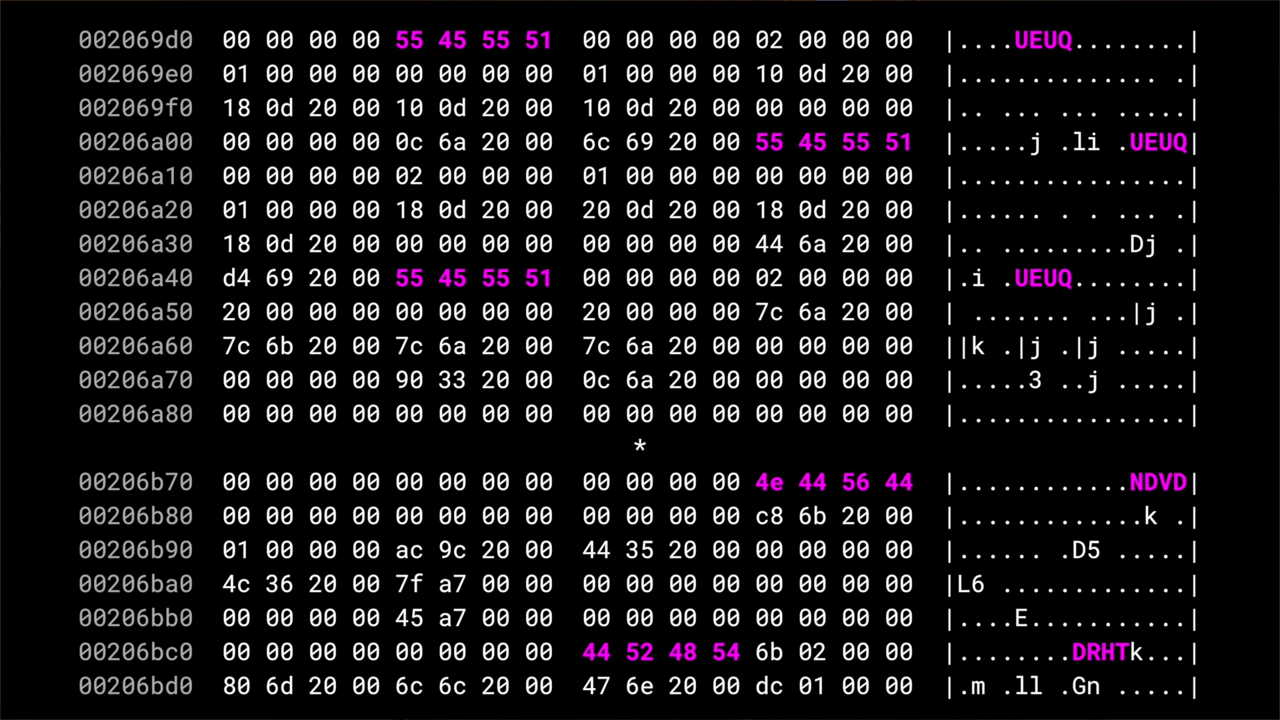 002069d0 00 00 00 00 55 45 55 51 00 00 00 00 02 00 00 00 |....UEUQ........|
002069e0 01 00 00 00 00 00 00 00 01 00 00 00 10 0d 20 00 |.............. .|
002069f0 18 0d 20 00 10 0d 20 00 10 0d 20 00 00 00 00 00 |.. ... ... .....|
00206a00 00 00 00 00 0c 6a 20 00 6c 69 20 00 55 45 55 51 |.....j .li .UEUQ|
00206a10 00 00 00 00 02 00 00 00 01 00 00 00 00 00 00 00 |................|
00206a20 01 00 00 00 18 0d 20 00 20 0d 20 00 18 0d 20 00 |...... . . ... .|
00206a30 18 0d 20 00 00 00 00 00 00 00 00 00 44 6a 20 00 |.. .........Dj .|
00206a40 d4 69 20 00 55 45 55 51 00 00 00 00 02 00 00 00 |.i .UEUQ........|
00206a50 20 00 00 00 00 00 00 00 20 00 00 00 7c 6a 20 00 | ....... ...|j .|
00206a60 7c 6b 20 00 7c 6a 20 00 7c 6a 20 00 00 00 00 00 ||k .|j .|j .....|
00206a70 00 00 00 00 90 33 20 00 0c 6a 20 00 00 00 00 00 |.....3 ..j .....|
00206a80 00 00 00 00 00 00 00 00 00 00 00 00 00 00 00 00 |................|
*
00206b70 00 00 00 00 00 00 00 00 00 00 00 00 4e 44 56 44 |............NDVD|
00206b80 00 00 00 00 00 00 00 00 00 00 00 00 c8 6b 20 00 |.............k .|
00206b90 01 00 00 00 ac 9c 20 00 44 35 20 00 00 00 00 00 |...... .D5 .....|
00206ba0 4c 36 20 00 7f a7 00 00 00 00 00 00 00 00 00 00 |L6 .............|
00206bb0 00 00 00 00 45 a7 00 00 00 00 00 00 00 00 00 00 |....E...........|
00206bc0 00 00 00 00 00 00 00 00 44 52 48 54 6b 02 00 00 |........DRHTk...|
00206bd0 80 6d 20 00 6c 6c 20 00 47 6e 20 00 dc 01 00 00 |.m .ll .Gn .....|